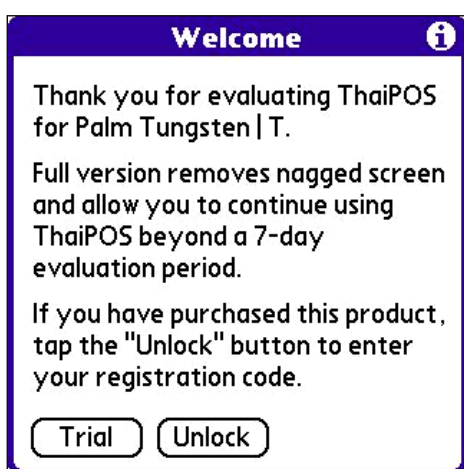 Welcome
Thank you for evaluating ThaiPOS
for Palm Tungsten | T.
Full version removes nagged screen
and allow you to continue using
ThaiPOS beyond a 7-day
evaluation period.
If you have purchased this product,
tap the "Unlock" button to enter
your registration code.
Trial Unlock